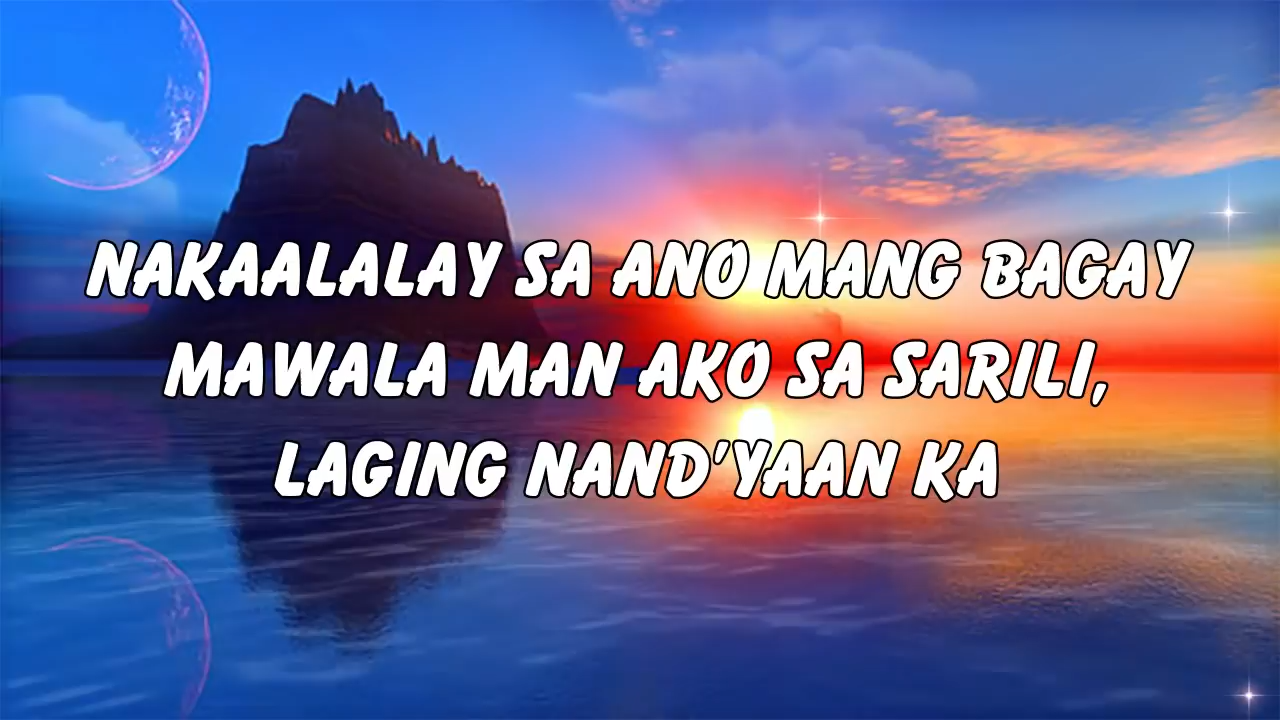 NAKAALALAY SA ANO MANG BAGAY
MAWALA MAN AKO SA SARILI,
LAGING NAND'YAAN KA